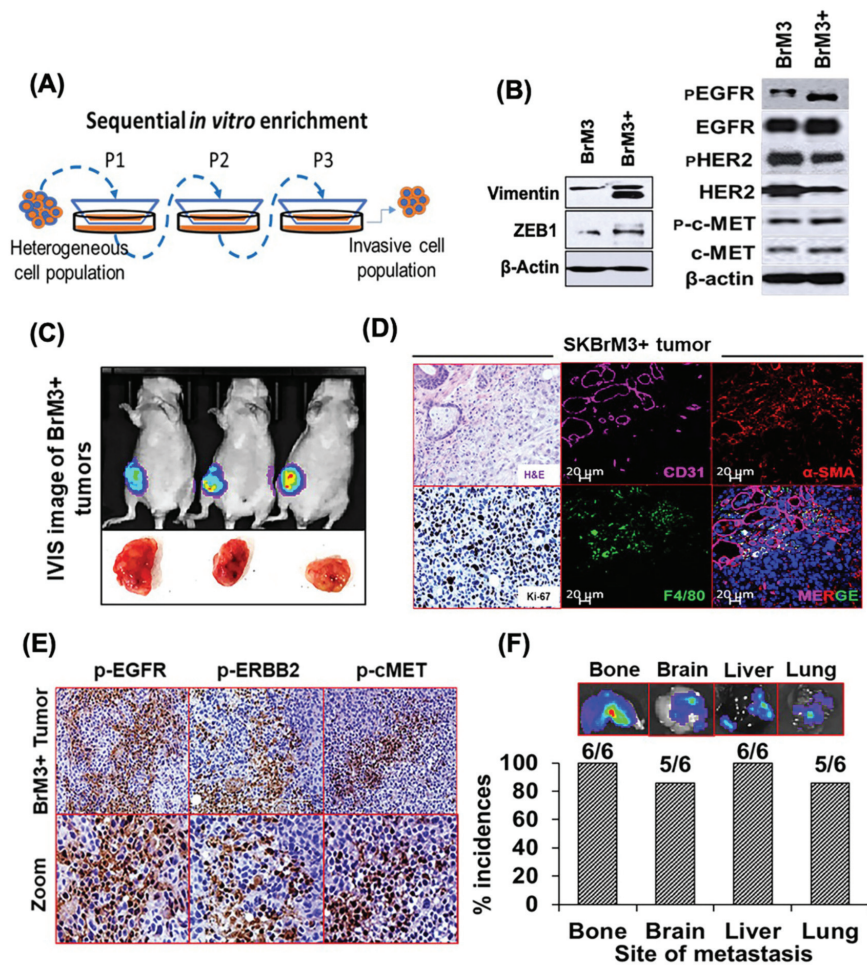 (A)
Sequential in vitro enrichment
P1 P2 P3
Heterogeneous
cell population
Invasive cell
population
(B)
BrM3 BrM3+
Vimentin
ZEB1
β-Actin
BrM3 BrM3+
pEGFR
EGFR
pHER2
HER2
P-c-MET
c-MET
β-actin
(C)
IVIS image of BrM3+
tumors
(D)
SKBrM3+ tumor
H&E
20 μm CD31
20 μm α-SMA
Ki-67
20 μm F4/80
20 μm MERGE
(E)
p-EGFR p-ERBB2 p-cMET
BrM3+ Tumor
Zoom
(F)
Bone Brain Liver Lung
6/6 5/6 6/6 5/6
% incidences
100
80
60
40
20
0
Bone Brain Liver Lung
Site of metastasis